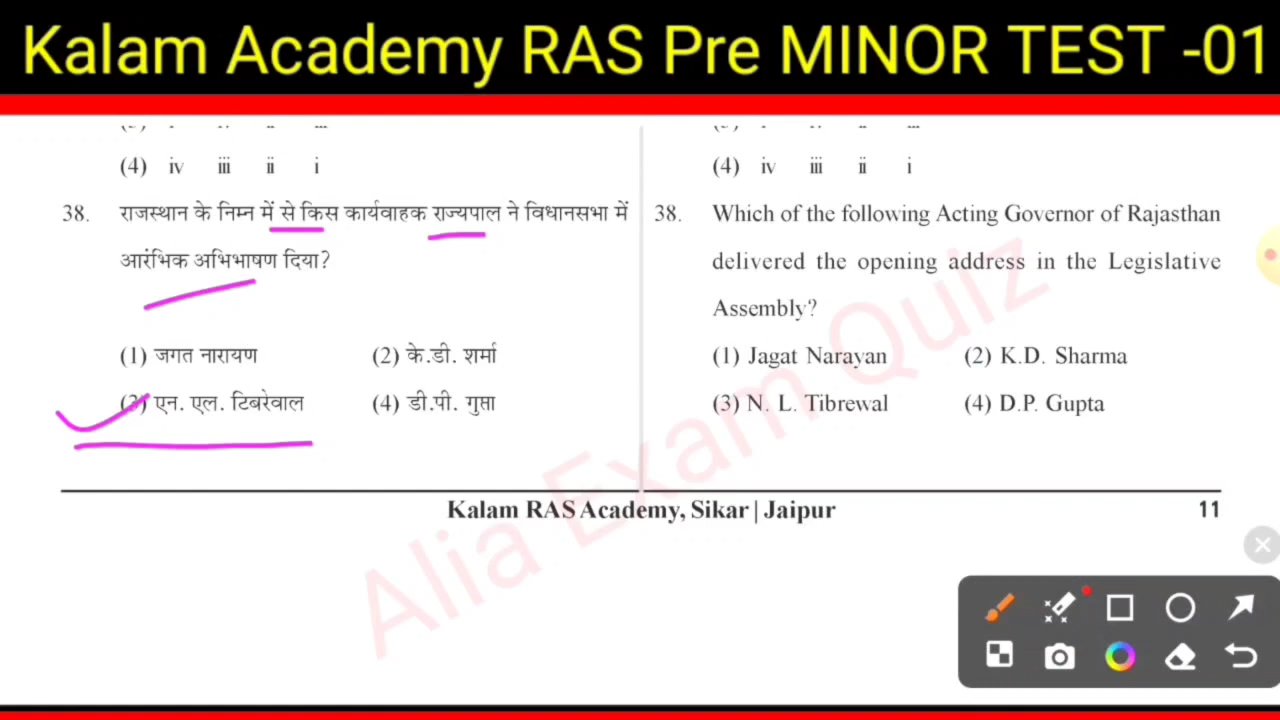 Kalam Academy RAS Pre MINOR TEST -01
(4) iv iii ii i
38. राजस्थान के निम्न में से किस कार्यवाहक राज्यपाल ने विधानसभा में
आरंभिक अभिभाषण दिया?
(1) जगत नारायण (2) के.डी. शर्मा
(3) एन. एल. टिबरेवाल (4) डी.पी. गुप्ता
(4) iv iii ii i
38. Which of the following Acting Governor of Rajasthan
delivered the opening address in the Legislative
Assembly?
(1) Jagat Narayan (2) K.D. Sharma
(3) N. L. Tibrewal (4) D.P. Gupta
Alia Exam Quiz
Kalam RAS Academy, Sikar | Jaipur 11